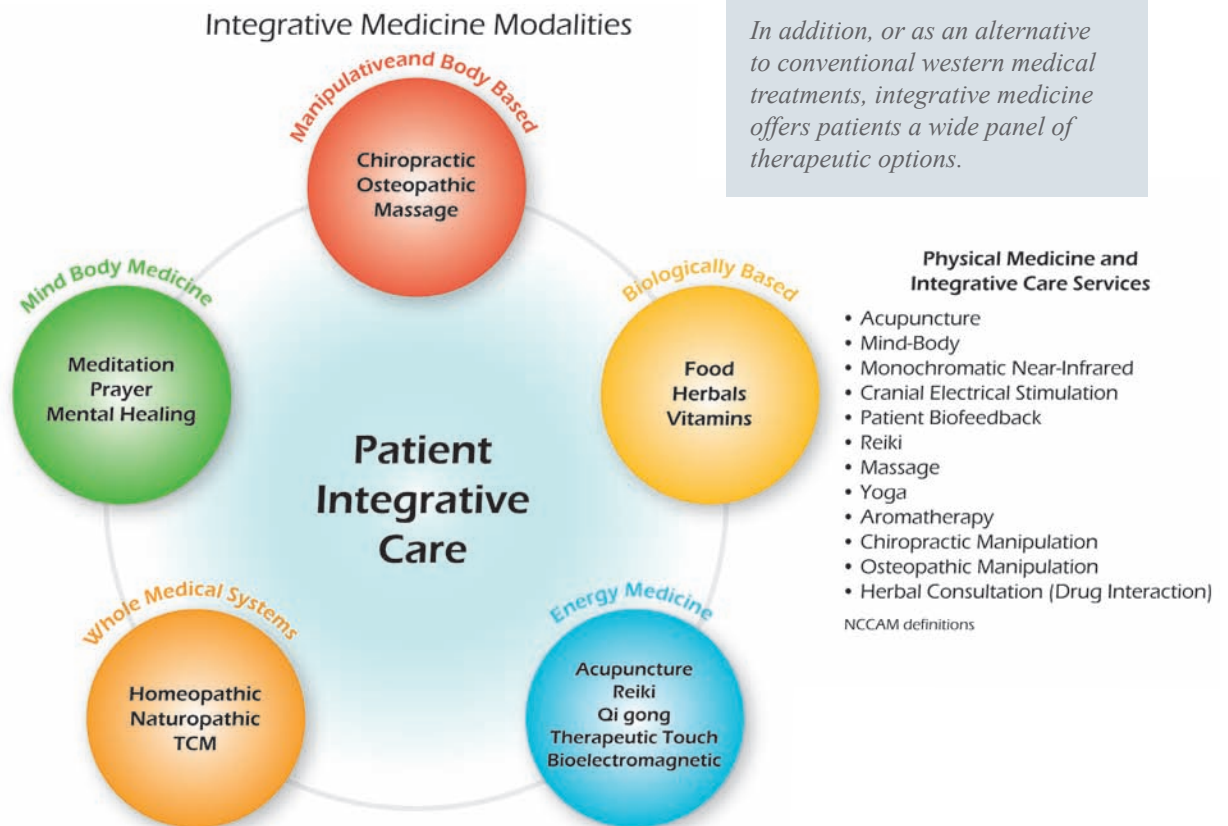 Integrative Medicine Modalities
In addition, or as an alternative
to conventional western medical
treatments, integrative medicine
offers patients a wide panel of
therapeutic options.
Manipulativeand Body Based
Chiropractic
Osteopathic
Massage
Mind Body Medicine
Meditation
Prayer
Mental Healing
Biologically Based
Food
Herbals
Vitamins
Patient
Integrative
Care
Whole Medical Systems
Homeopathic
Naturopathic
TCM
Energy Medicine
Acupuncture
Reiki
Qi gong
Therapeutic Touch
Bioelectromagnetic
Physical Medicine and
Integrative Care Services
• Acupuncture
• Mind-Body
• Monochromatic Near-Infrared
• Cranial Electrical Stimulation
• Patient Biofeedback
• Reiki
• Massage
• Yoga
• Aromatherapy
• Chiropractic Manipulation
• Osteopathic Manipulation
• Herbal Consultation (Drug Interaction)
NCCAM definitions